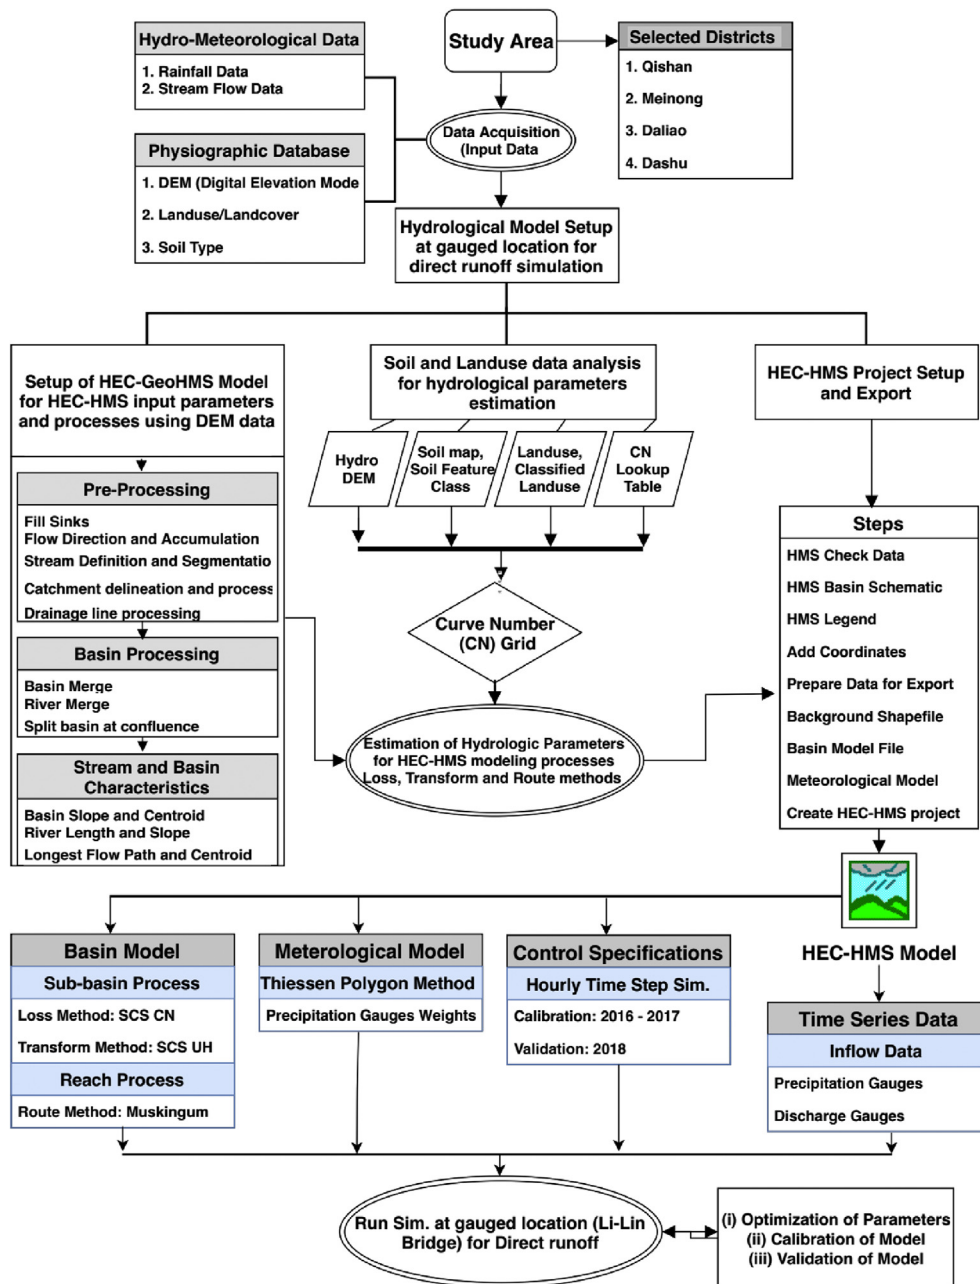 Study Area
Hydro-Meteorological Data
1. Rainfall Data
2. Stream Flow Data
Selected Districts
1. Qishan
2. Meinong
3. Daliao
4. Dashu
Data Acquisition
(Input Data
Physiographic Database
1. DEM (Digital Elevation Mode
2. Landuse/Landcover
3. Soil Type
Hydrological Model Setup
at gauged location for
direct runoff simulation
Setup of HEC-GeoHMS Model
for HEC-HMS input parameters
and processes using DEM data
Pre-Processing
Fill Sinks
Flow Direction and Accumulation
Stream Definition and Segmentatio
Catchment delineation and process
Drainage line processing
Basin Processing
Basin Merge
River Merge
Split basin at confluence
Stream and Basin
Characteristics
Basin Slope and Centroid
River Length and Slope
Longest Flow Path and Centroid
Soil and Landuse data analysis
for hydrological parameters
estimation
Hydro
DEM
Soil map,
Soil Feature
Class
Landuse,
Classified
Landuse
CN
Lookup
Table
Curve Number
(CN) Grid
Estimation of Hydrologic Parameters
for HEC-HMS modeling processes
Loss, Transform and Route methods
HEC-HMS Project Setup
and Export
Steps
HMS Check Data
HMS Basin Schematic
HMS Legend
Add Coordinates
Prepare Data for Export
Background Shapefile
Basin Model File
Meteorological Model
Create HEC-HMS project
HEC-HMS Model
Basin Model
Sub-basin Process
Loss Method: SCS CN
Transform Method: SCS UH
Reach Process
Route Method: Muskingum
Meterological Model
Thiessen Polygon Method
Precipitation Gauges Weights
Control Specifications
Hourly Time Step Sim.
Calibration: 2016 - 2017
Validation: 2018
Time Series Data
Inflow Data
Precipitation Gauges
Discharge Gauges
Run Sim. at gauged location (Li-Lin
Bridge) for Direct runoff
(i) Optimization of Parameters
(ii) Calibration of Model
(iii) Validation of Model